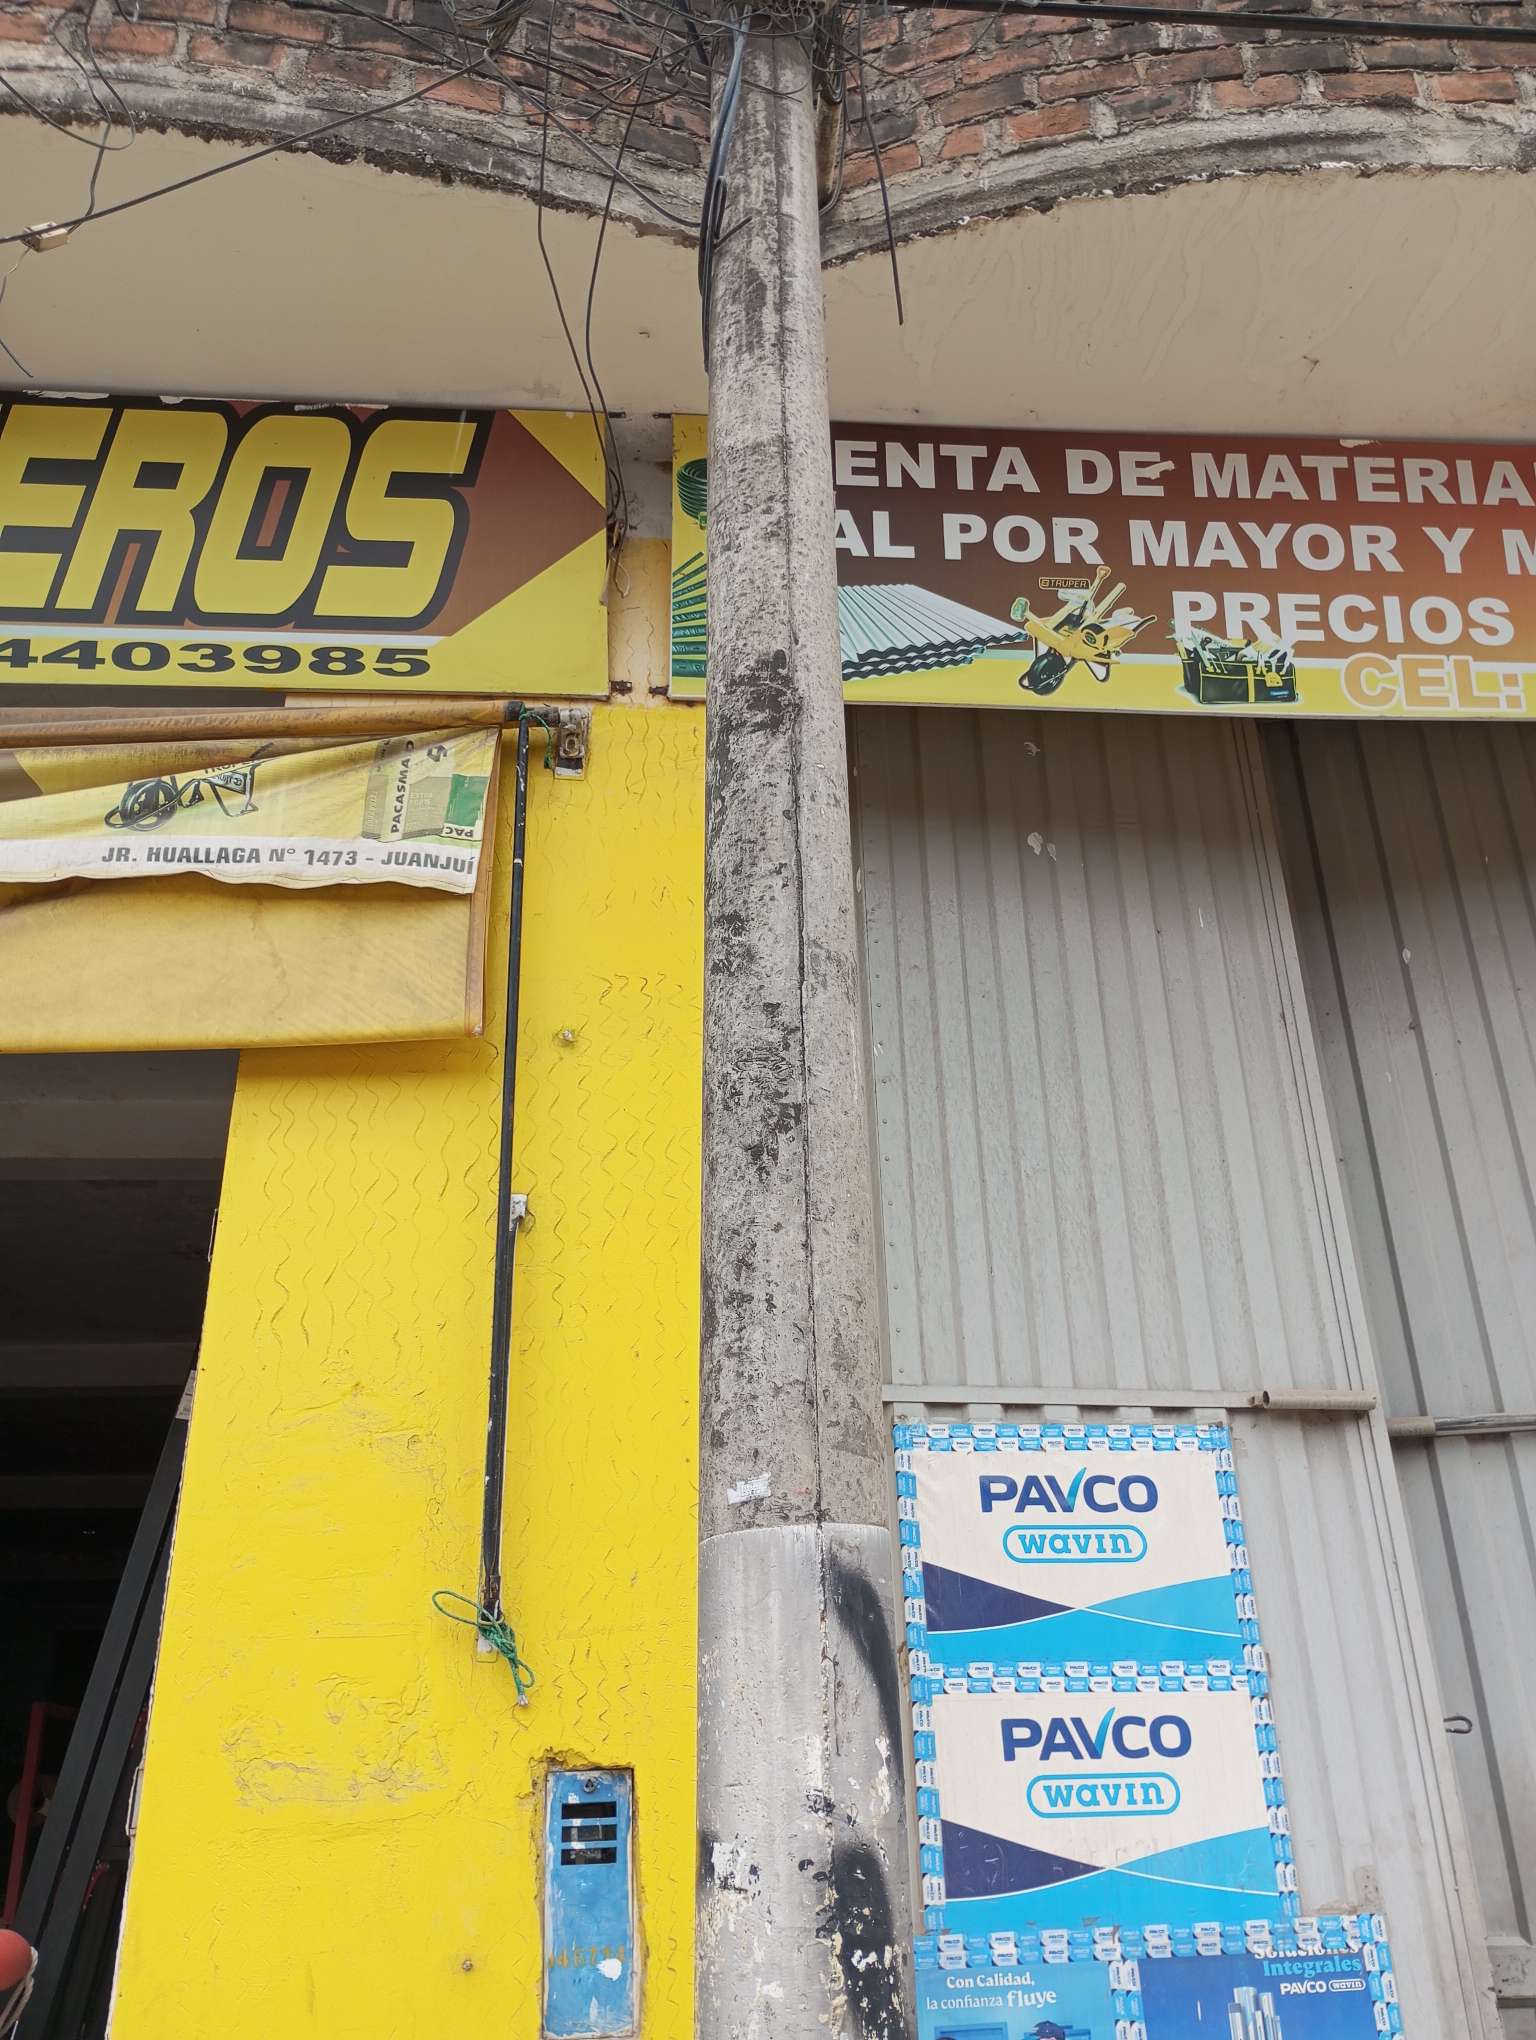 EROS
4403985
ENTA DE MATERIA
AL POR MAYOR Y M
TRUPER
PRECIOS
CEL:
PACASMAYO
PAC
JR. HUALLAGA N° 1473 - JUANJUÍ
PAVCO
wavin
PAVCO
wavin
Con Calidad,
la confianza fluye
Soluciones
Integrales
PAVCO wavin